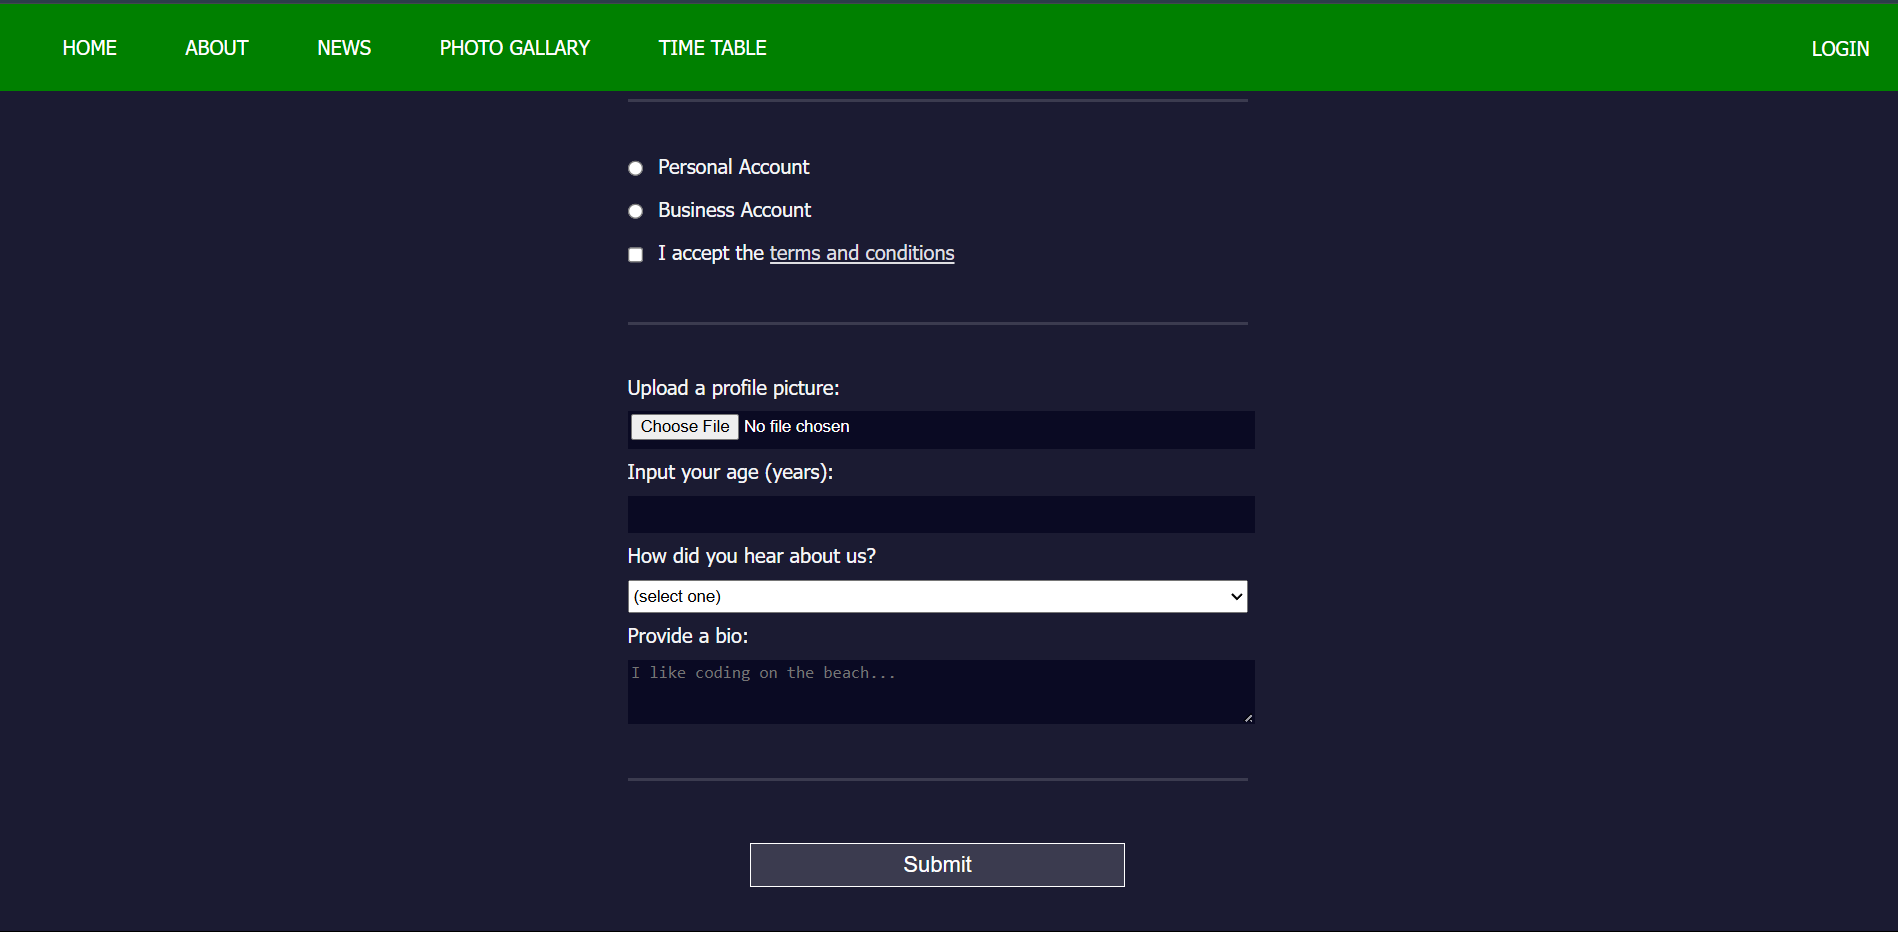 HOME ABOUT NEWS PHOTO GALLARY TIME TABLE LOGIN
Personal Account
Business Account
I accept the terms and conditions
Upload a profile picture:
Choose File No file chosen
Input your age (years):
How did you hear about us?
(select one)
Provide a bio:
I like coding on the beach...
Submit